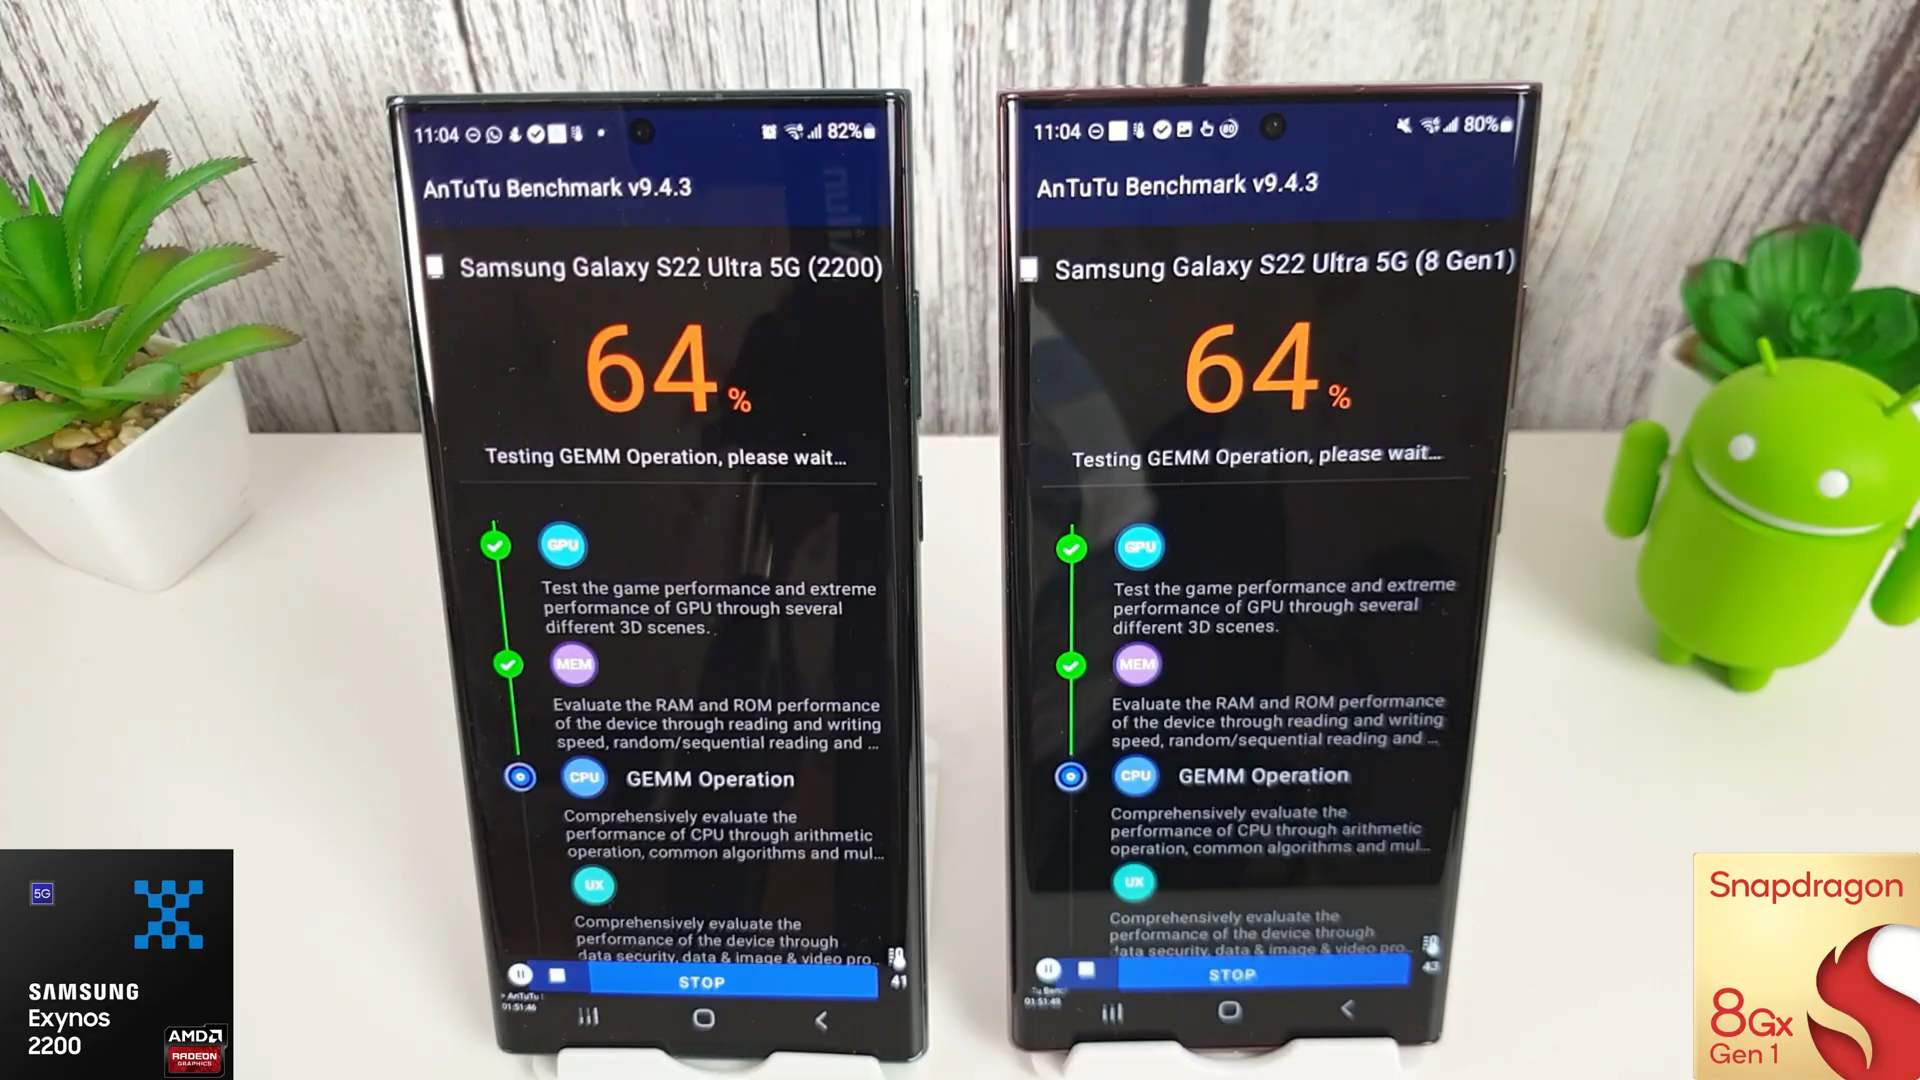 11:04
82%
AnTuTu Benchmark v9.4.3
Samsung Galaxy S22 Ultra 5G (2200)
64%
Testing GEMM Operation, please wait...
GPU
Test the game performance and extreme
performance of GPU through several
different 3D scenes.
MEM
Evaluate the RAM and ROM performance
of the device through reading and writing
speed, random/sequential reading and ...
CPU GEMM Operation
Comprehensively evaluate the
performance of CPU through arithmetic
operation, common algorithms and mul...
UX
Comprehensively evaluate the
performance of the device through
data security, data & image & video pro...
STOP
41
AnTuTu
01:51:46
11:04
80
80%
AnTuTu Benchmark v9.4.3
Samsung Galaxy S22 Ultra 5G (8 Gen1)
64%
Testing GEMM Operation, please wait...
GPU
Test the game performance and extreme
performance of GPU through several
different 3D scenes.
MEM
Evaluate the RAM and ROM performance
of the device through reading and writing
speed, random/sequential reading and ...
CPU GEMM Operation
Comprehensively evaluate the
performance of CPU through arithmetic
operation, common algorithms and mul...
UX
Comprehensively evaluate the
performance of the device through
data security, data & image & video pro...
STOP
43
5G
SAMSUNG
Exynos
2200
AMD
RADEON
GRAPHICS
Snapdragon
8Gx
Gen 1